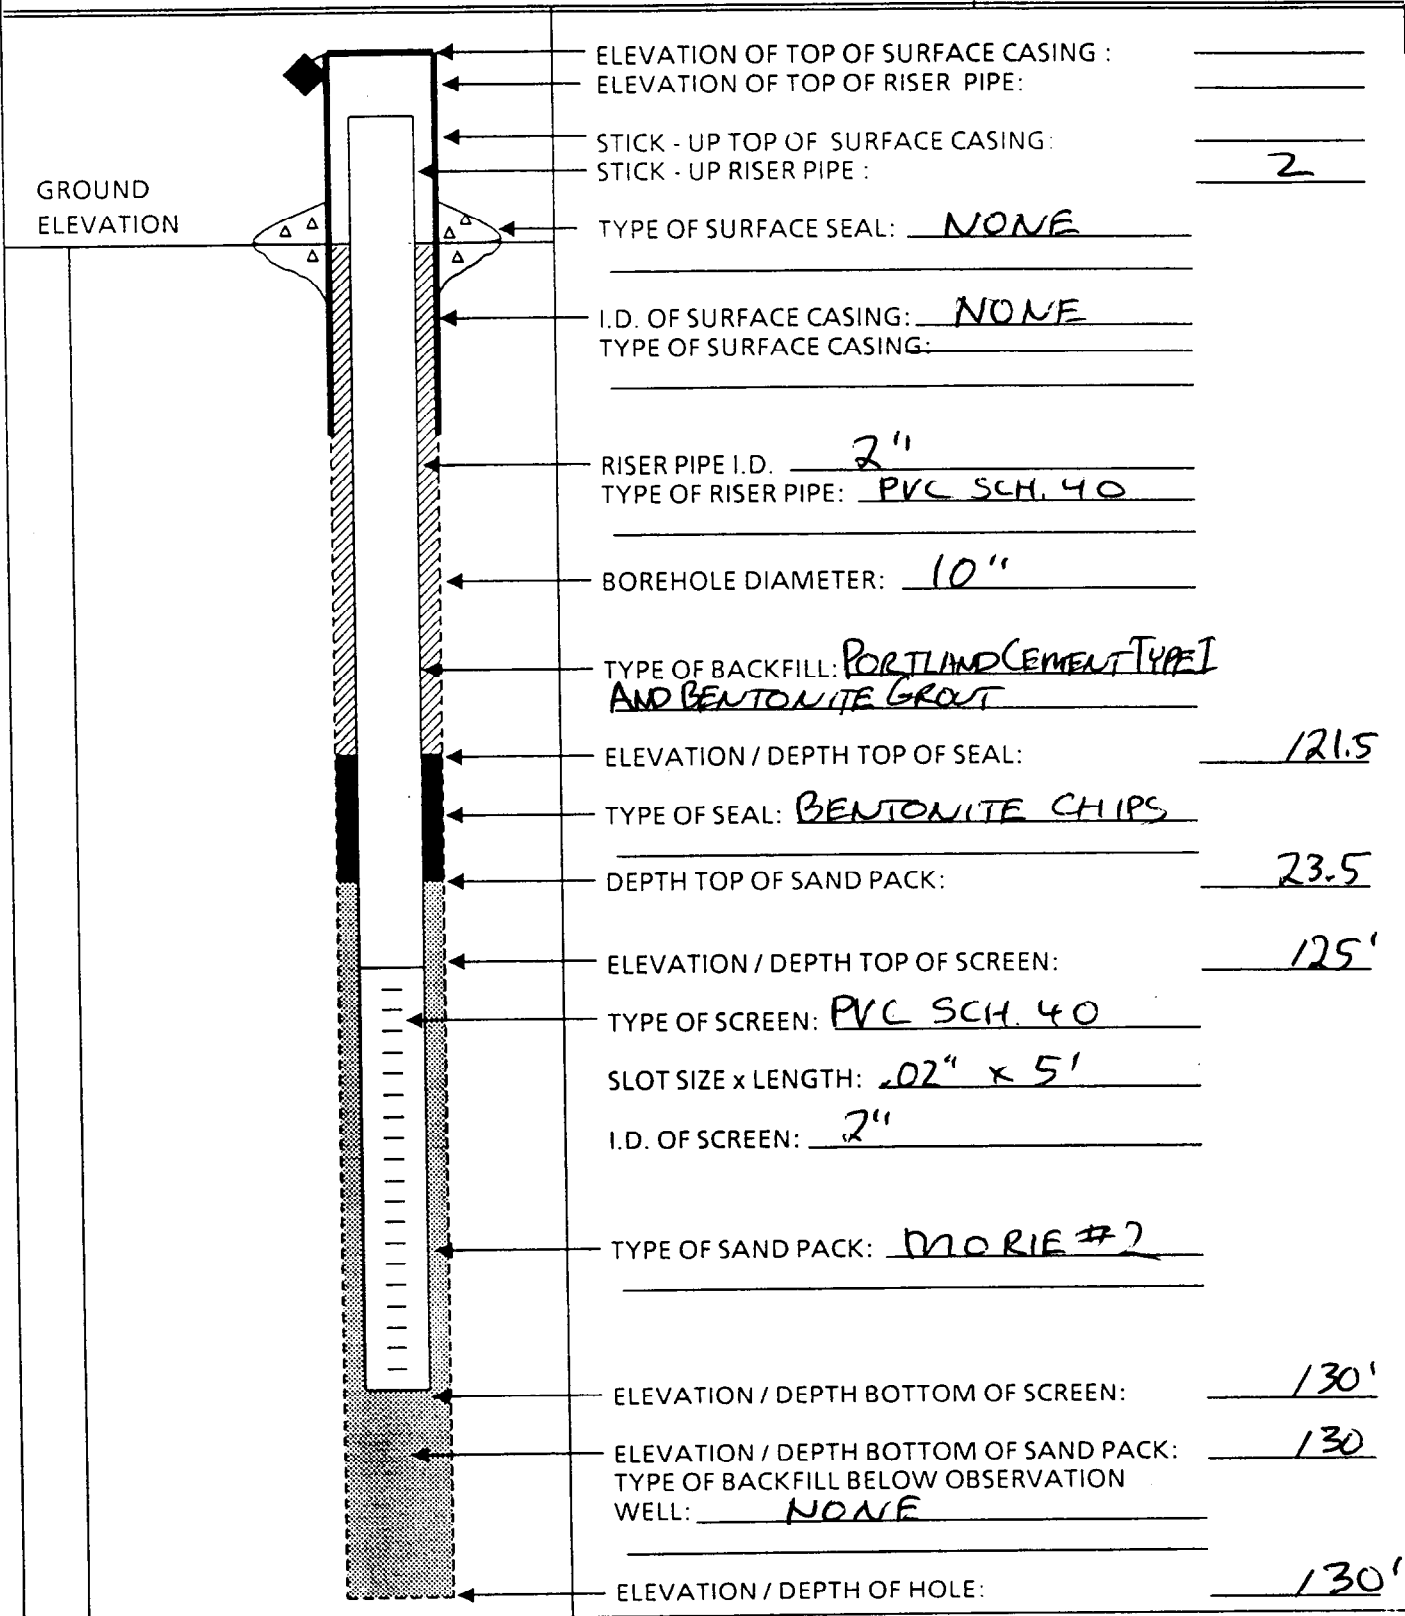 ELEVATION OF TOP OF SURFACE CASING :
ELEVATION OF TOP OF RISER PIPE:
STICK - UP TOP OF SURFACE CASING:
STICK - UP RISER PIPE : 2
GROUND
ELEVATION
TYPE OF SURFACE SEAL: NONE
I.D. OF SURFACE CASING: NONE
TYPE OF SURFACE CASING:
RISER PIPE I.D. 2"
TYPE OF RISER PIPE: PVC SCH. 40
BOREHOLE DIAMETER: 10"
TYPE OF BACKFILL: PORTLAND CEMENT TYPE I
AND BENTONITE GROUT
ELEVATION / DEPTH TOP OF SEAL: /21.5
TYPE OF SEAL: BENTONITE CHIPS
DEPTH TOP OF SAND PACK: 23.5
ELEVATION / DEPTH TOP OF SCREEN: /25'
TYPE OF SCREEN: PVC SCH. 40
SLOT SIZE x LENGTH: .02" x 5'
I.D. OF SCREEN: 2"
TYPE OF SAND PACK: MORIE #2
ELEVATION / DEPTH BOTTOM OF SCREEN: /30'
ELEVATION / DEPTH BOTTOM OF SAND PACK: /30
TYPE OF BACKFILL BELOW OBSERVATION
WELL: NONE
ELEVATION / DEPTH OF HOLE: /30'